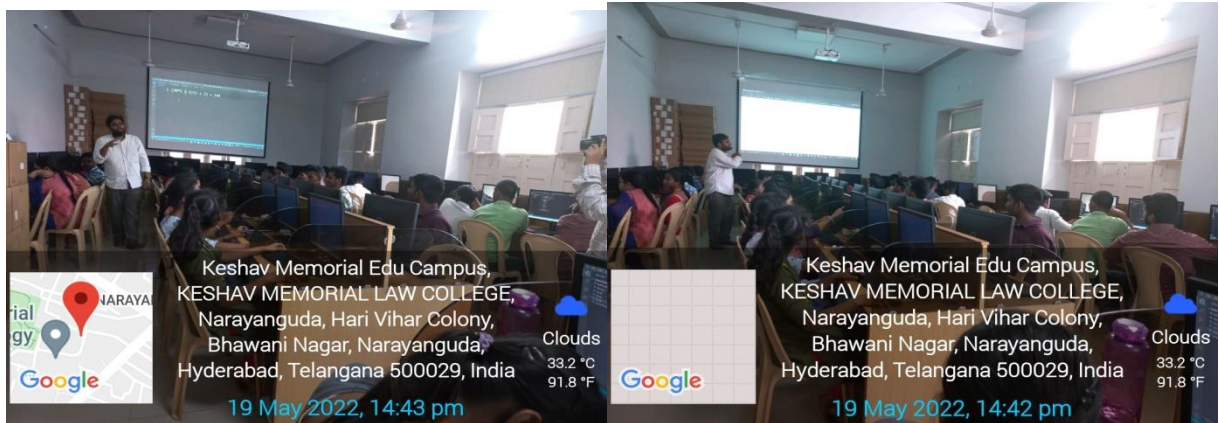 NARAYA
rial
gy
Google
Keshav Memorial Edu Campus,
KESHAV MEMORIAL LAW COLLEGE,
Narayanguda, Hari Vihar Colony,
Bhawani Nagar, Narayanguda,
Hyderabad, Telangana 500029, India
19 May 2022, 14:43 pm
Clouds
33.2 °C
91.8 °F
Google
Keshav Memorial Edu Campus,
KESHAV MEMORIAL LAW COLLEGE,
Narayanguda, Hari Vihar Colony,
Bhawani Nagar, Narayanguda,
Hyderabad, Telangana 500029, India
19 May 2022, 14:42 pm
Clouds
33.2 °C
91.8 °F